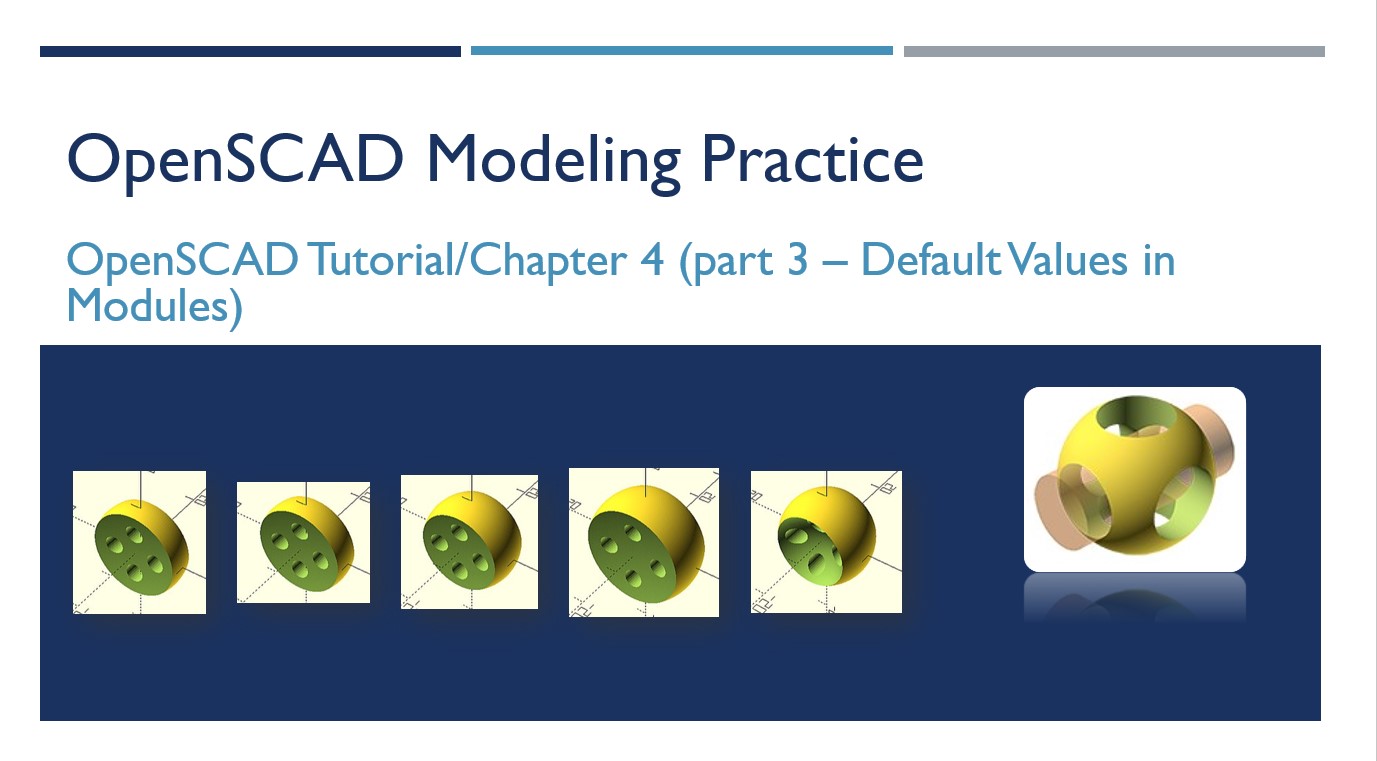 OpenSCAD Modeling Practice
OpenSCAD Tutorial/Chapter 4 (part 3 – Default Values in
Modules)